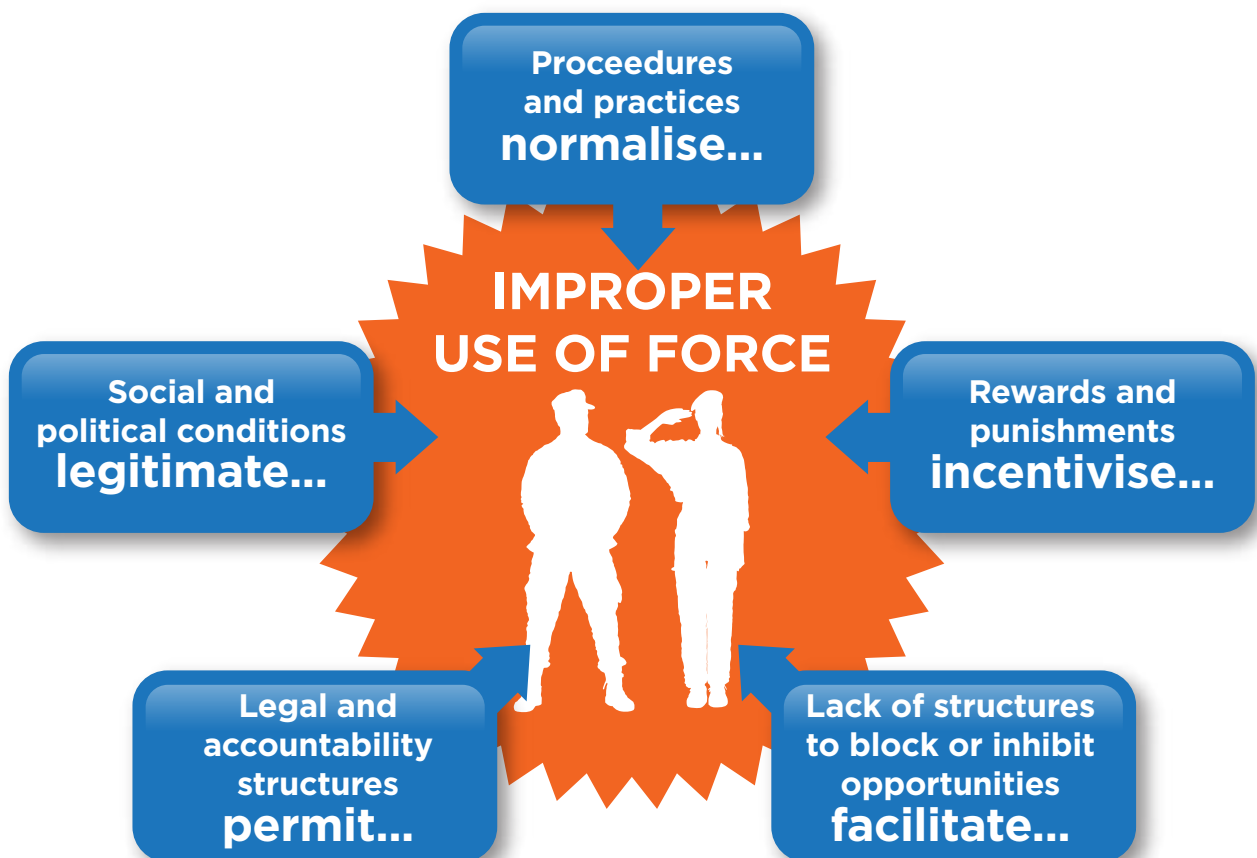 Proceedures
and practices
normalise...
IMPROPER
USE OF FORCE
Social and
political conditions
legitimate...
Rewards and
punishments
incentivise...
Legal and
accountability
structures
permit...
Lack of structures
to block or inhibit
opportunities
facilitate...